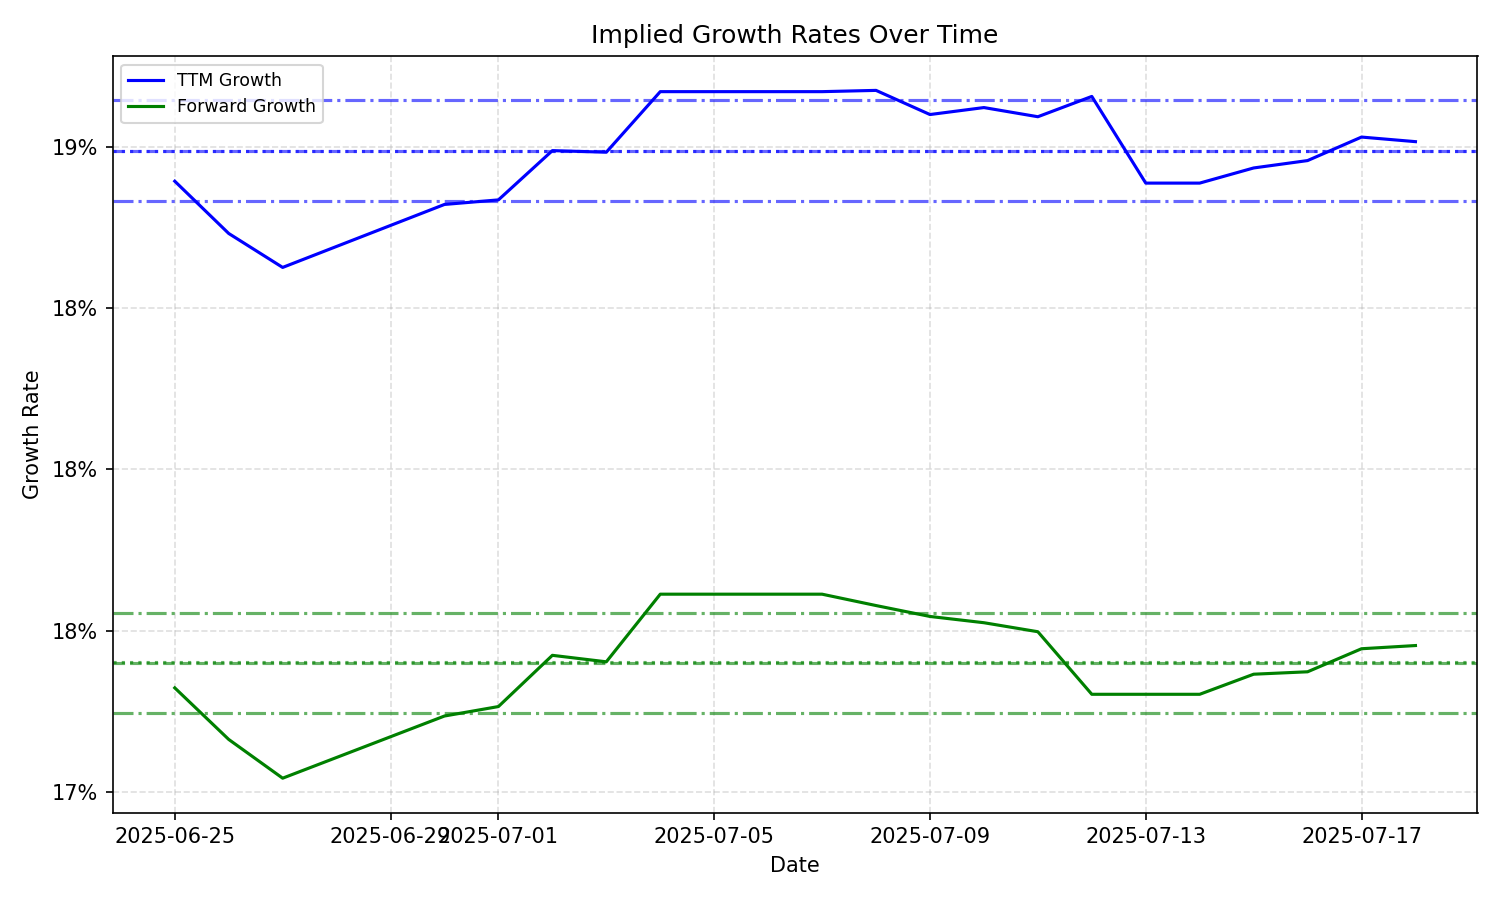 Implied Growth Rates Over Time
TTM Growth
Forward Growth
19%
18%
18%
18%
17%
Growth Rate
2025-06-25
2025-06-29
2025-07-01
2025-07-05
2025-07-09
2025-07-13
2025-07-17
Date